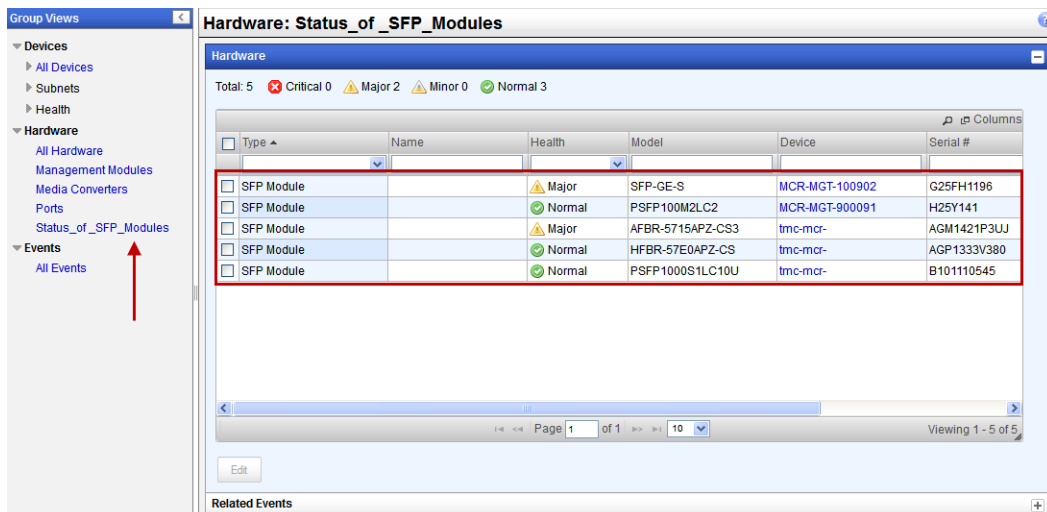 Group Views
Devices
All Devices
Subnets
Health
Hardware
All Hardware
Management Modules
Media Converters
Ports
Status_of_SFP_Modules
Events
All Events
Hardware: Status_of_SFP_Modules
Hardware
Total: 5 Critical 0 Major 2 Minor 0 Normal 3
Columns
Type Name Health Model Device Serial #
SFP Module Major SFP-GE-S MCR-MGT-100902 G25FH1196
SFP Module Normal PSFP100M2LC2 MCR-MGT-900091 H25Y141
SFP Module Major AFBR-5715APZ-CS3 tmc-mcr- AGM1421P3UJ
SFP Module Normal HFBR-57E0APZ-CS tmc-mcr- AGP1333V380
SFP Module Normal PSFP1000S1LC10U tmc-mcr- B101110545
Page 1 of 1 10 Viewing 1 - 5 of 5
Edit
Related Events